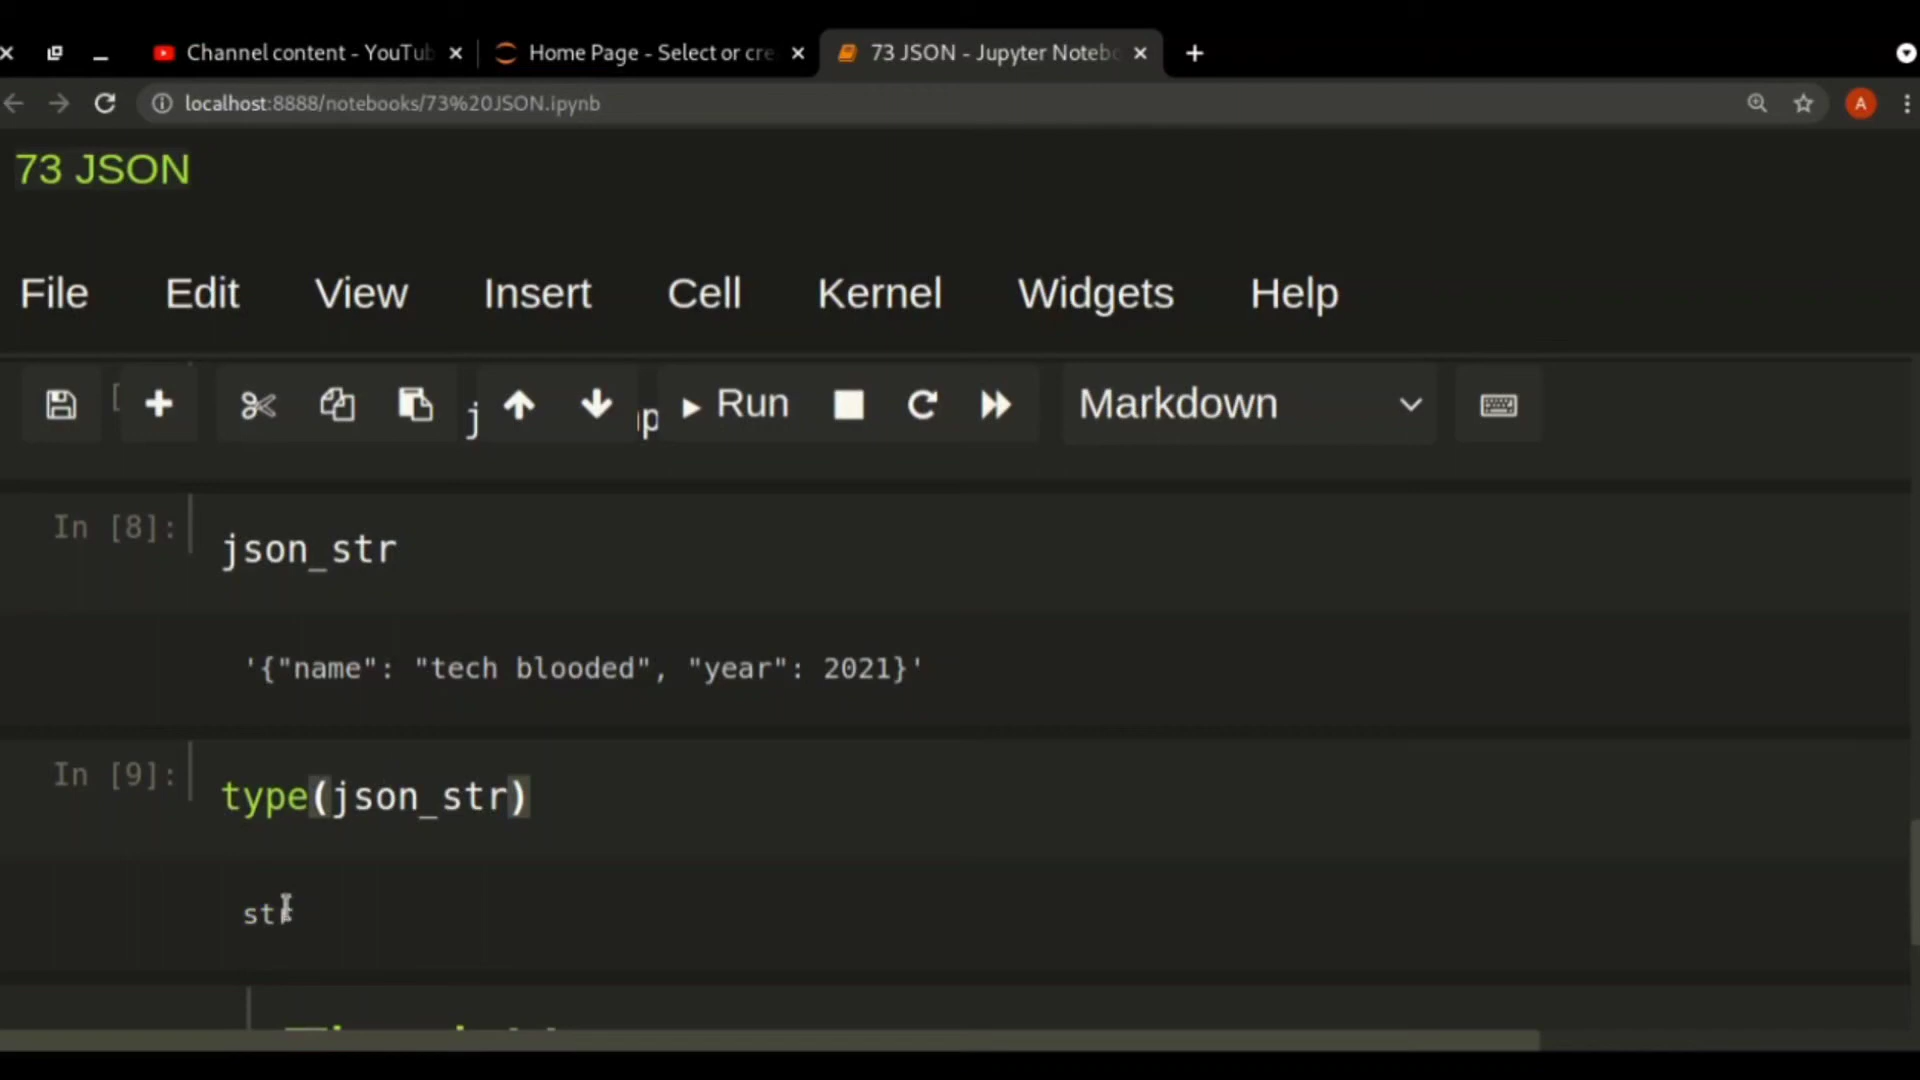 Channel content - YouTub
Home Page - Select or cre
73 JSON - Jupyter Notebo
localhost:8888/notebooks/73%20JSON.ipynb
A
73 JSON
File Edit View Insert Cell Kernel Widgets Help
Run
Markdown
In [8]:
json_str
'{"name": "tech blooded", "year": 2021}'
In [9]:
type(json_str)
str